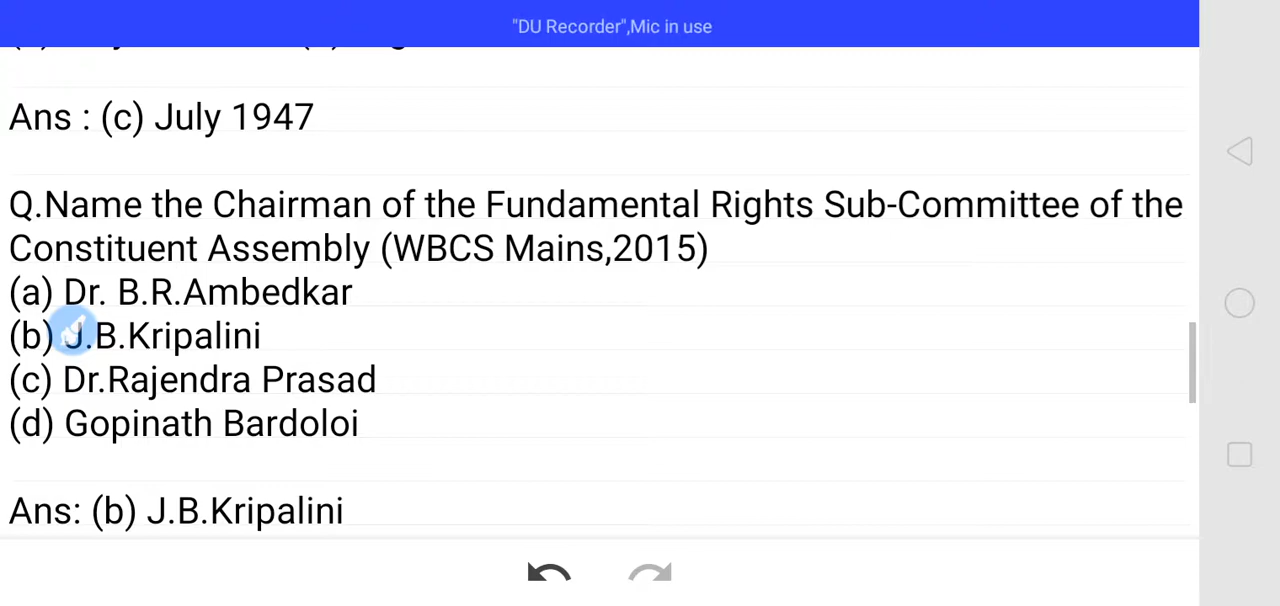 "DU Recorder",Mic in use
Ans : (c) July 1947
Q.Name the Chairman of the Fundamental Rights Sub-Committee of the
Constituent Assembly (WBCS Mains,2015)
(a) Dr. B.R.Ambedkar
(b) J.B.Kripalini
(c) Dr.Rajendra Prasad
(d) Gopinath Bardoloi
Ans: (b) J.B.Kripalini